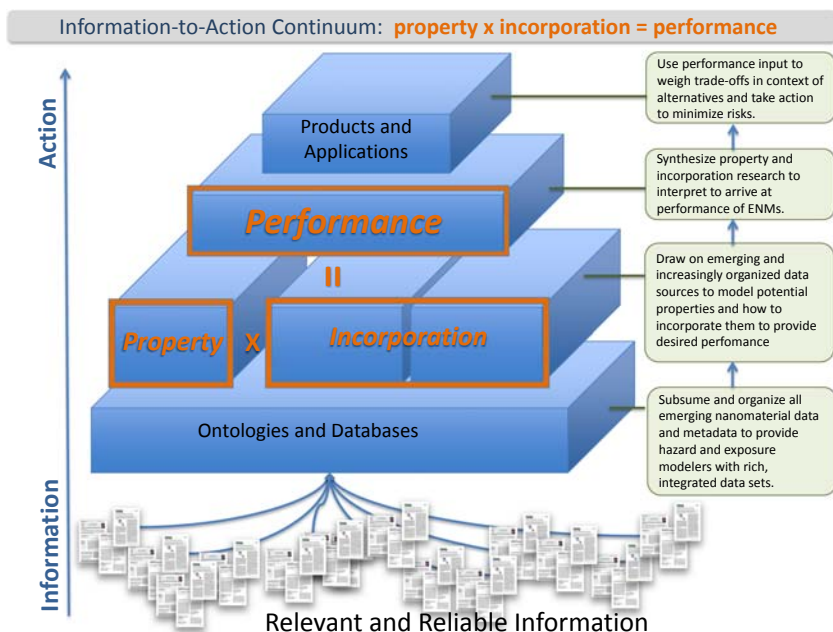 Information-to-Action Continuum: property x incorporation = performance
Action
Information
Products and
Applications
Performance
=
Property x Incorporation
Ontologies and Databases
Relevant and Reliable Information
Use performance input to
weigh trade-offs in context of
alternatives and take action
to minimize risks.
Synthesize property and
incorporation research to
interpret to arrive at
performance of ENMs.
Draw on emerging and
increasingly organized data
sources to model potential
properties and how to
incorporate them to provide
desired perfomance
Subsume and organize all
emerging nanomaterial data
and metadata to provide
hazard and exposure
modelers with rich,
integrated data sets.